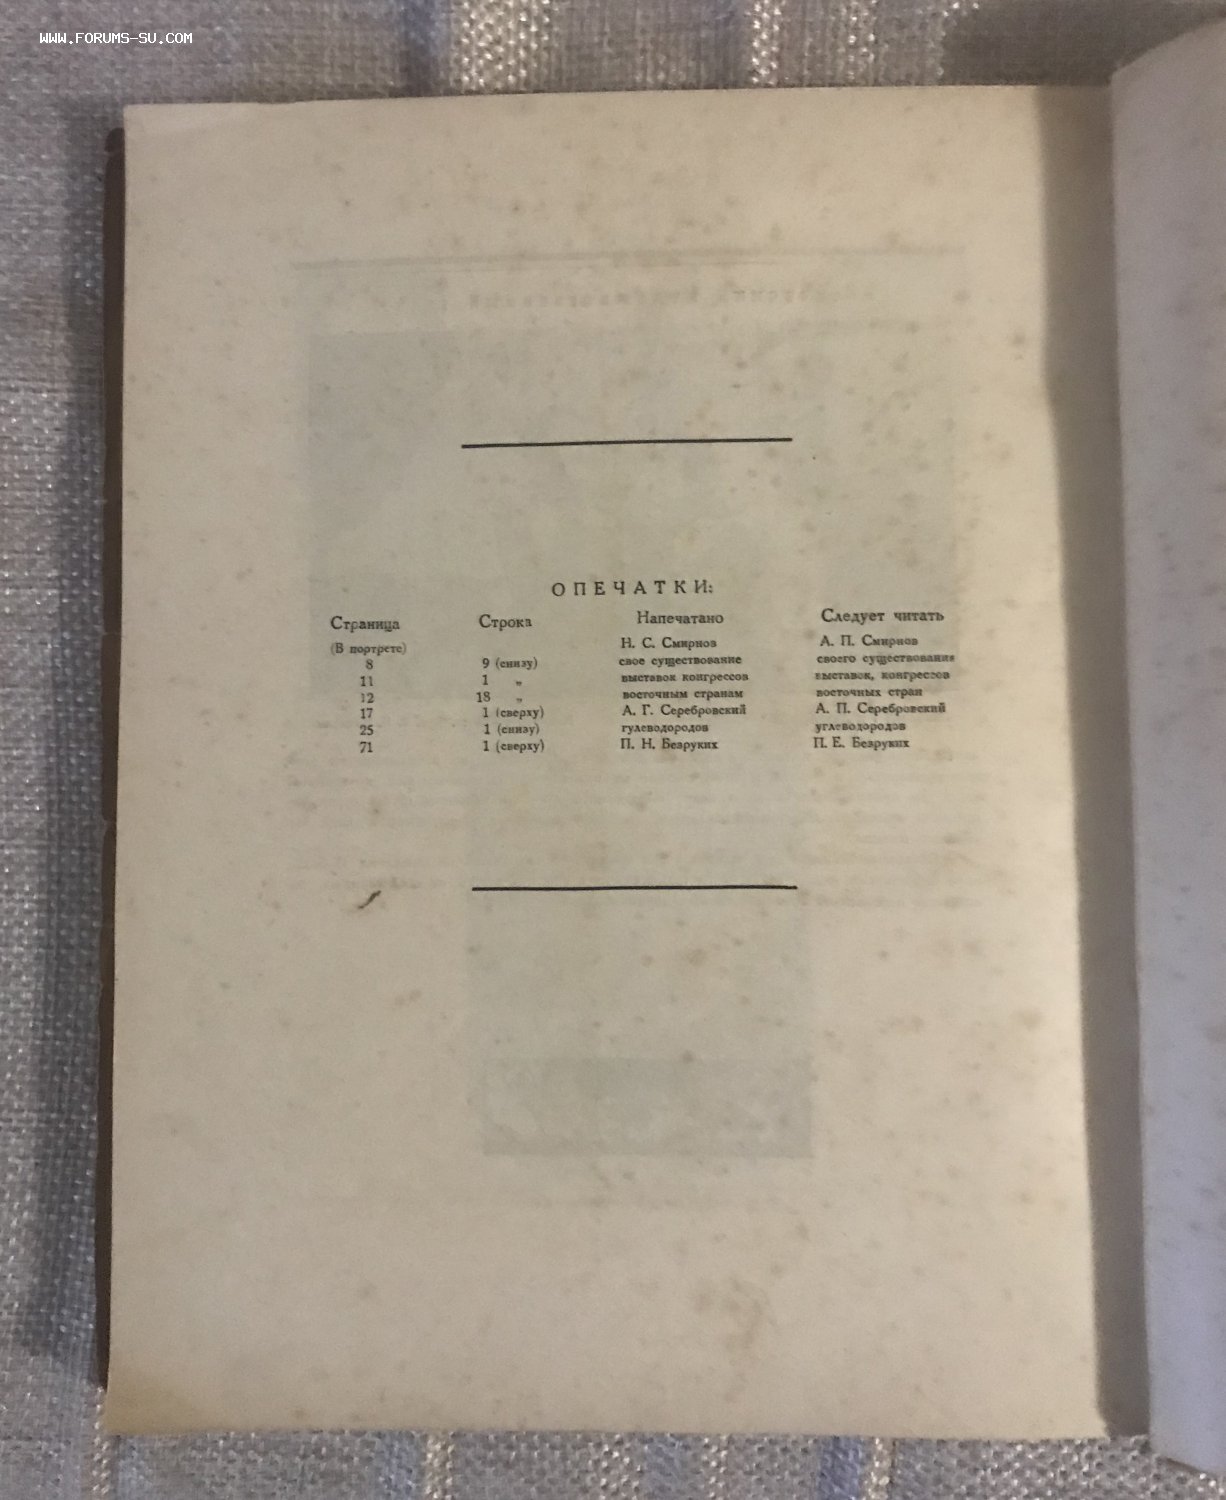 WWW.FORUMS-SU.COM
ОПЕЧАТКИ:
Страница Строка Напечатано Следует читать
(В портрете) Н. С. Смирнов А. П. Смирнов
8 9 (снизу) свое существование своего существования
11 1 „ выставок конгрессов выставок, конгрессов
12 18 „ восточным странам восточных стран
17 1 (сверху) А. Г. Серебровский А. П. Серебровский
25 1 (снизу) гулеводородов углеводородов
71 1 (сверху) П. Н. Безруких П. Е. Безруких